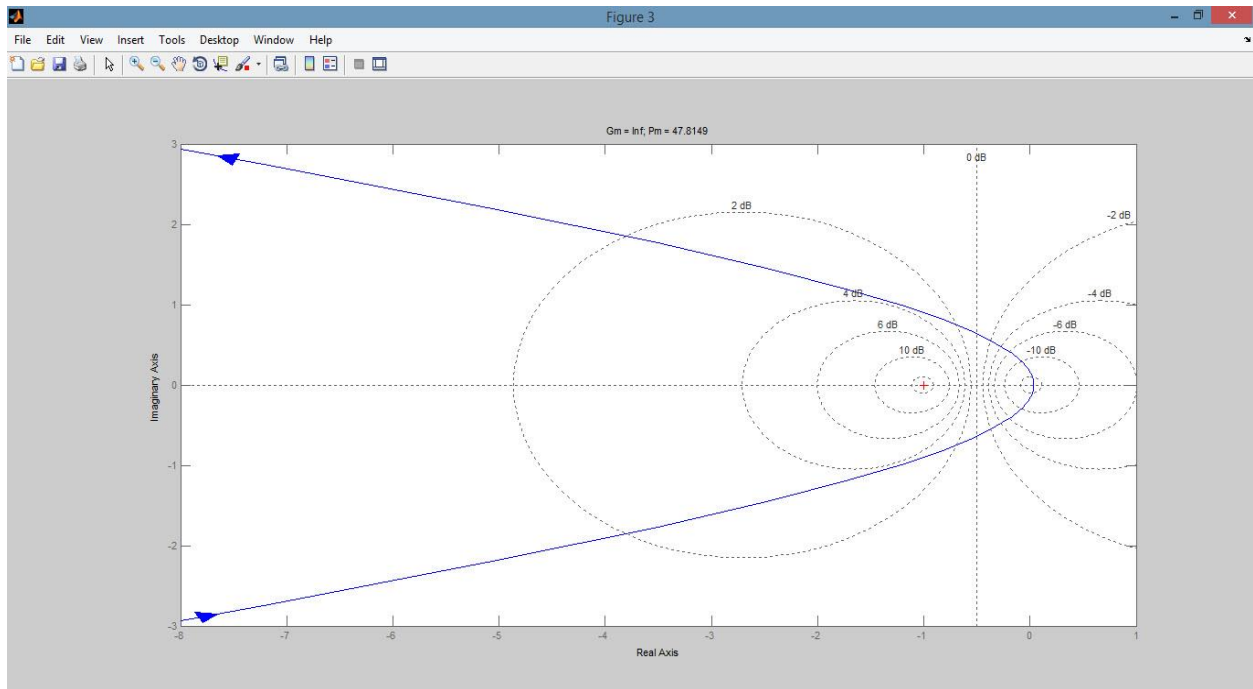 Figure 3
File Edit View Insert Tools Desktop Window Help
Gm = Inf; Pm = 47.8149
3
0 dB
2 dB
-2 dB
2
4 dB
-4 dB
1
6 dB
-6 dB
10 dB
-10 dB
0
-1
-2
-3
Imaginary Axis
-8 -7 -6 -5 -4 -3 -2 -1 0 1
Real Axis